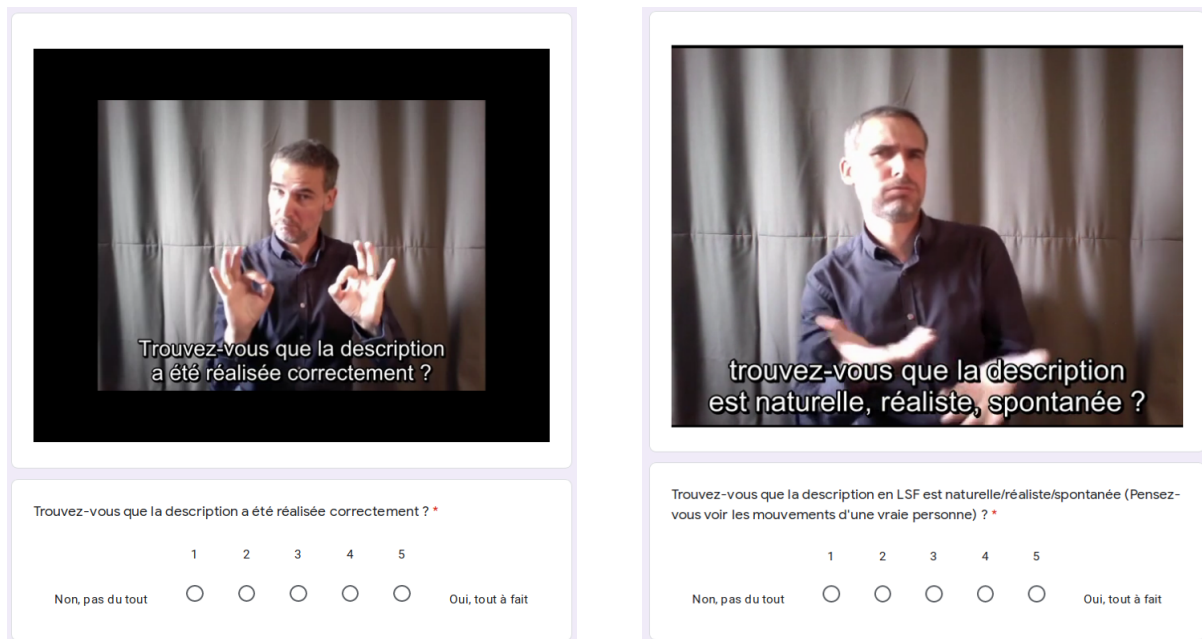 Trouvez-vous que la description
a été réalisée correctement ?
Trouvez-vous que la description a été réalisée correctement ? *
1 2 3 4 5
Non, pas du tout
Oui, tout à fait
trouvez-vous que la description
est naturelle, réaliste, spontanée ?
Trouvez-vous que la description en LSF est naturelle/réaliste/spontanée (Pensez-
vous voir les mouvements d'une vraie personne) ? *
1 2 3 4 5
Non, pas du tout
Oui, tout à fait